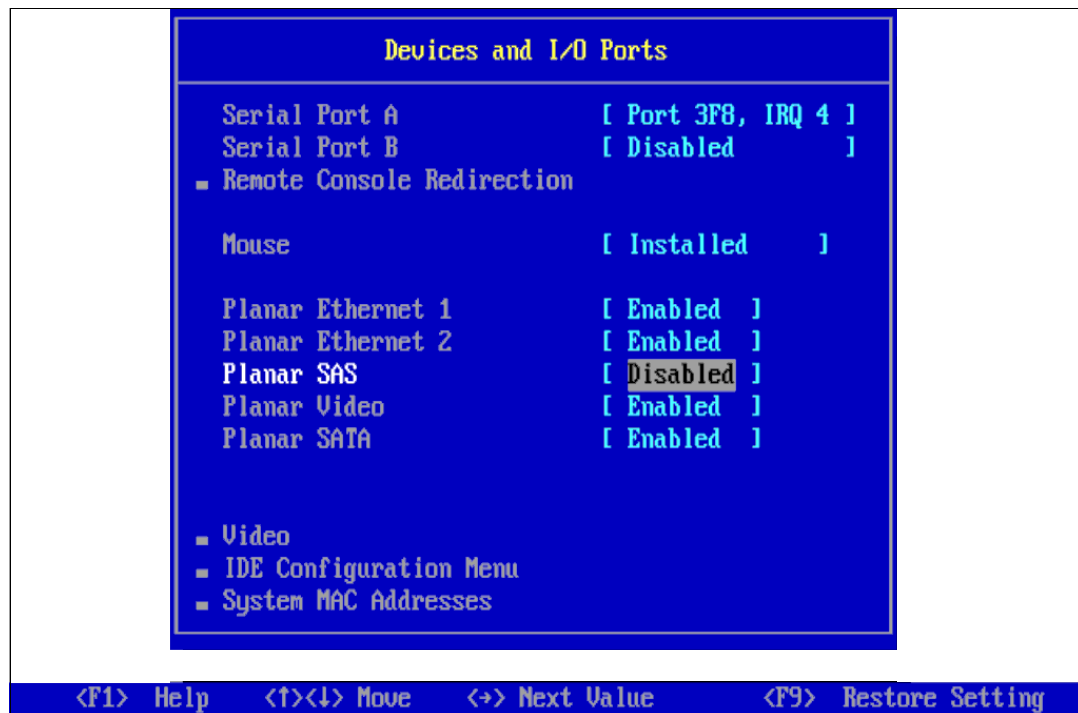 Devices and I/O Ports
Serial Port A [ Port 3F8, IRQ 4 ]
Serial Port B [ Disabled ]
Remote Console Redirection
Mouse [ Installed ]
Planar Ethernet 1 [ Enabled ]
Planar Ethernet 2 [ Enabled ]
Planar SAS [ Disabled ]
Planar Video [ Enabled ]
Planar SATA [ Enabled ]
Video
IDE Configuration Menu
System MAC Addresses
<F1> Help <↑><↓> Move <→> Next Value <F9> Restore Setting